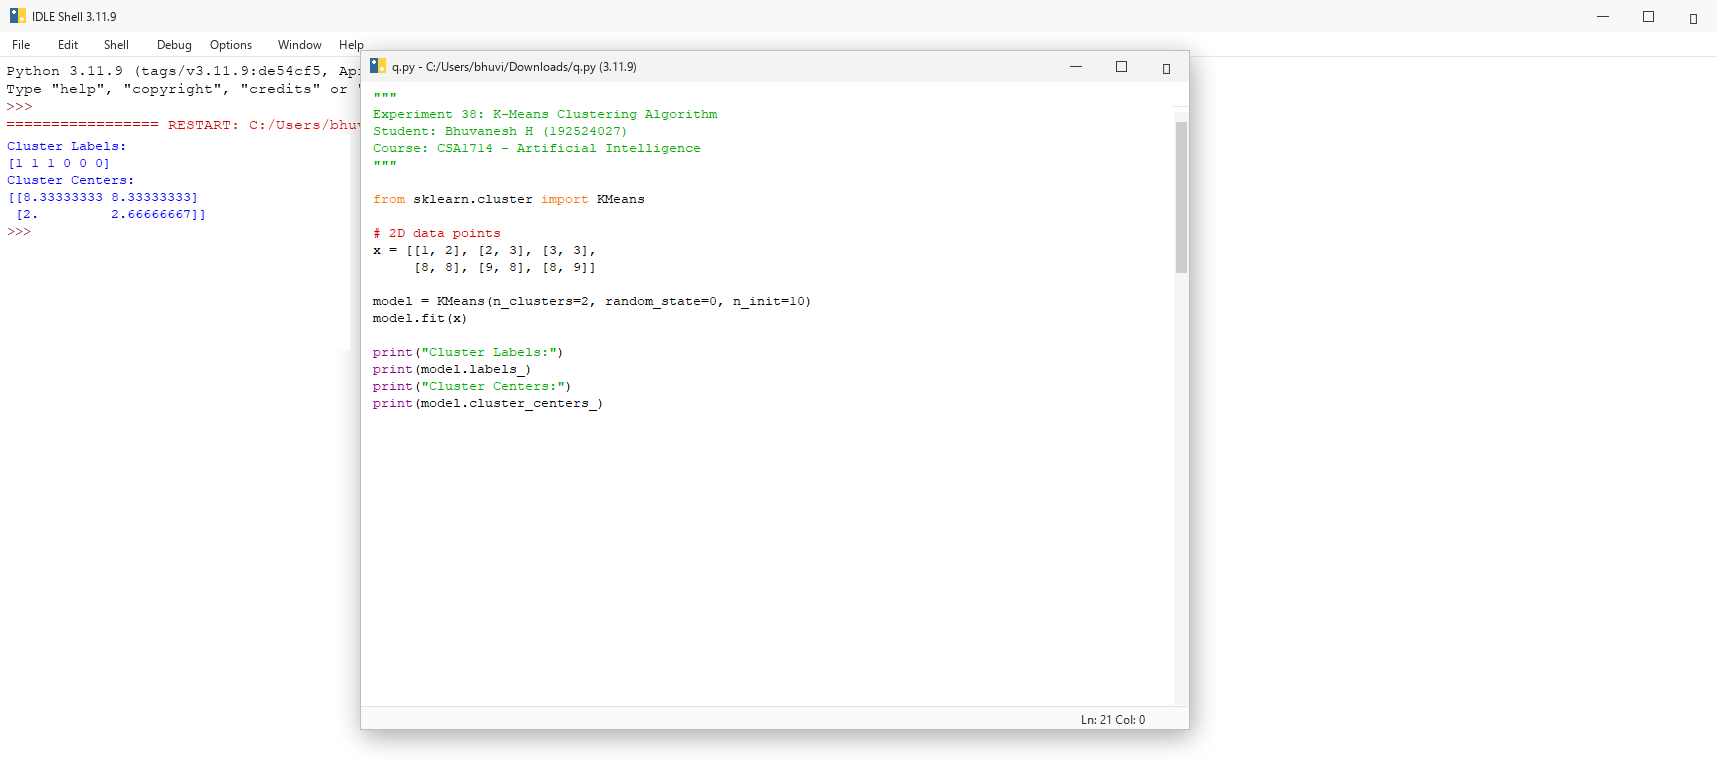 IDLE Shell 3.11.9
File Edit Shell Debug Options Window Help
Python 3.11.9 (tags/v3.11.9:de54cf5,
Type "help", "copyright", "credits" or
>>>
================= RESTART: C:/Users/bhuv
Cluster Labels:
[1 1 1 0 0 0]
Cluster Centers:
[[8.33333333 8.33333333]
 [2.         2.66666667]]
>>>
q.py - C:/Users/bhuvi/Downloads/q.py (3.11.9)
"""
Experiment 38: K-Means Clustering Algorithm
Student: Bhuvanesh H (192524027)
Course: CSA1714 - Artificial Intelligence
"""
from sklearn.cluster import KMeans
# 2D data points
x = [[1, 2], [2, 3], [3, 3],
     [8, 8], [9, 8], [8, 9]]
model = KMeans(n_clusters=2, random_state=0, n_init=10)
model.fit(x)
print("Cluster Labels:")
print(model.labels_)
print("Cluster Centers:")
print(model.cluster_centers_)
Ln: 21 Col: 0